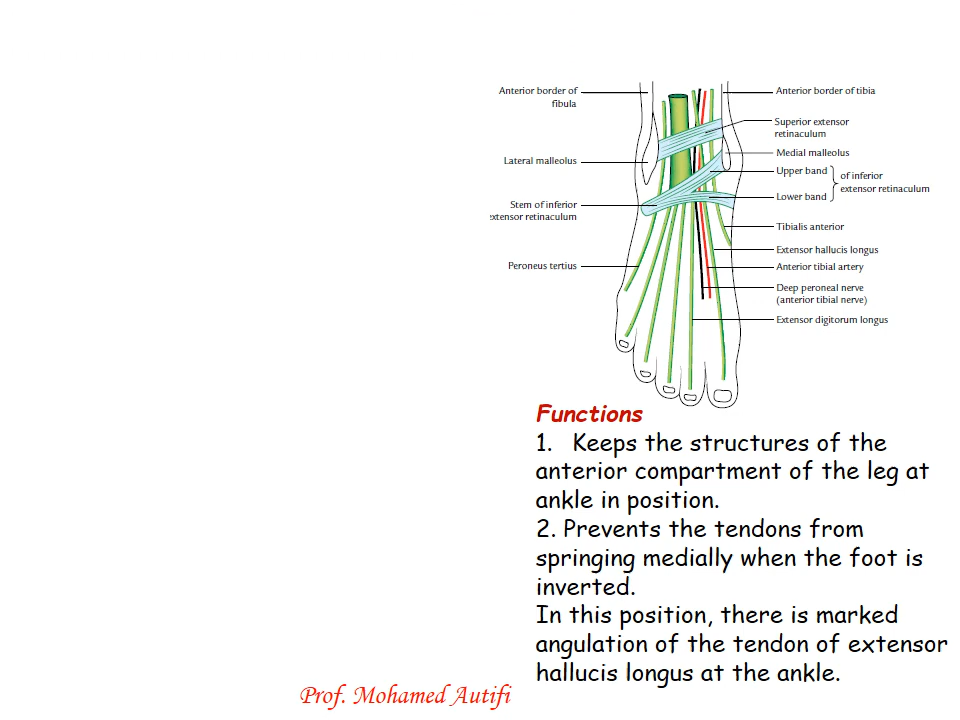 Anterior border of
fibula
Anterior border of tibia
Superior extensor
retinaculum
Lateral malleolus
Medial malleolus
Upper band
of inferior
extensor retinaculum
Lower band
Stem of inferior
extensor retinaculum
Tibialis anterior
Extensor hallucis longus
Peroneus tertius
Anterior tibial artery
Deep peroneal nerve
(anterior tibial nerve)
Extensor digitorum longus
Functions
1. Keeps the structures of the
anterior compartment of the leg at
ankle in position.
2. Prevents the tendons from
springing medially when the foot is
inverted.
In this position, there is marked
angulation of the tendon of extensor
hallucis longus at the ankle.
Prof. Mohamed Autifi